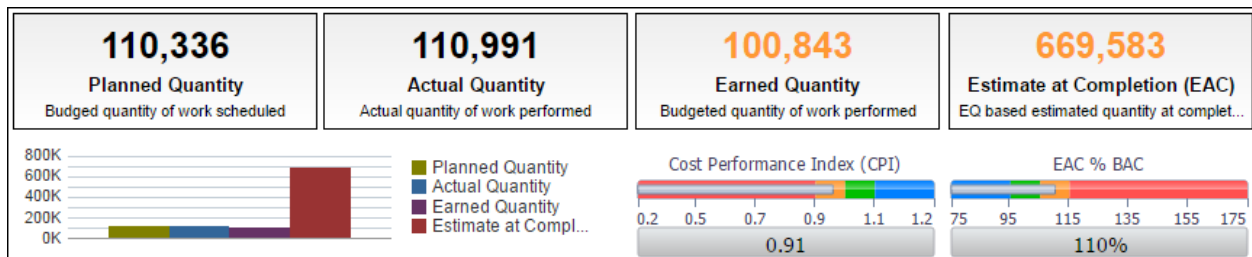 110,336
Planned Quantity
Budged quantity of work scheduled
110,991
Actual Quantity
Actual quantity of work performed
100,843
Earned Quantity
Budgeted quantity of work performed
669,583
Estimate at Completion (EAC)
EQ based estimated quantity at complet...
800K
600K
400K
200K
0K
Planned Quantity
Actual Quantity
Earned Quantity
Estimate at Compl...
Cost Performance Index (CPI)
0.2 0.5 0.7 0.9 1.1 1.2
0.91
EAC % BAC
75 95 115 135 155 175
110%